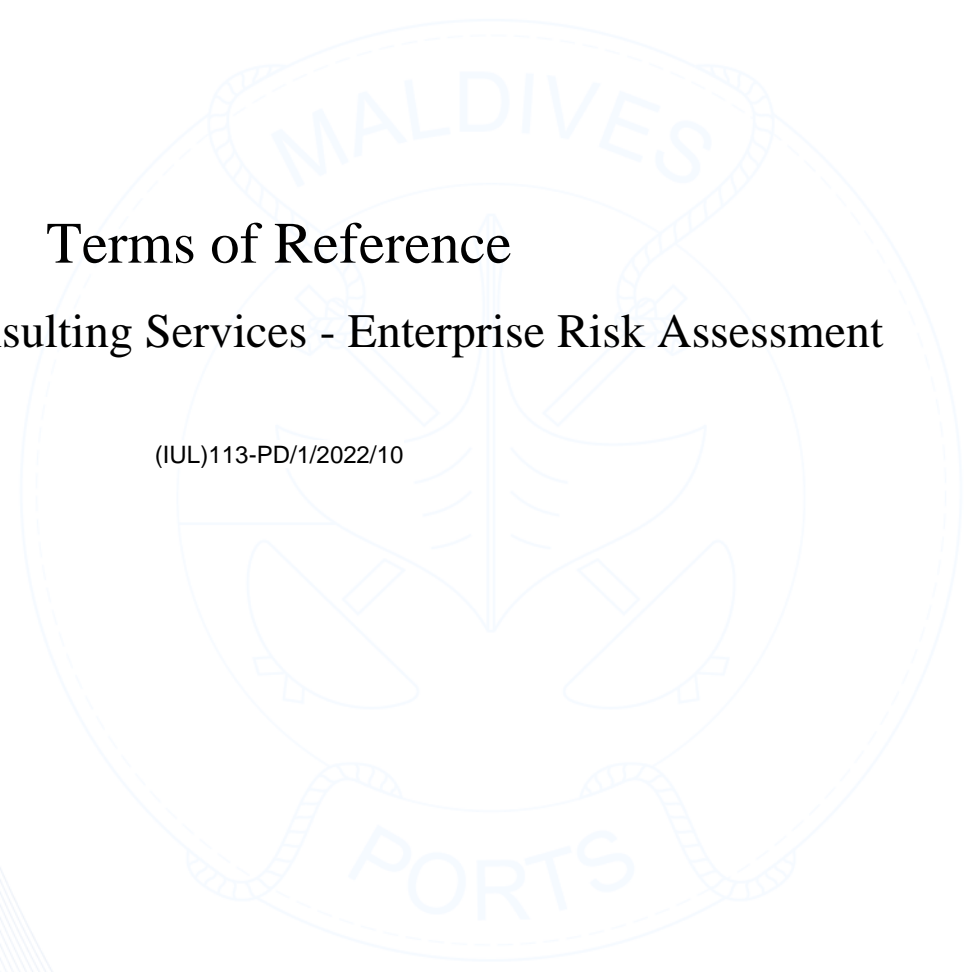 MALDIVES
Terms of Reference
sulting Services - Enterprise Risk Assessment
(IUL)113-PD/1/2022/10
PORTS